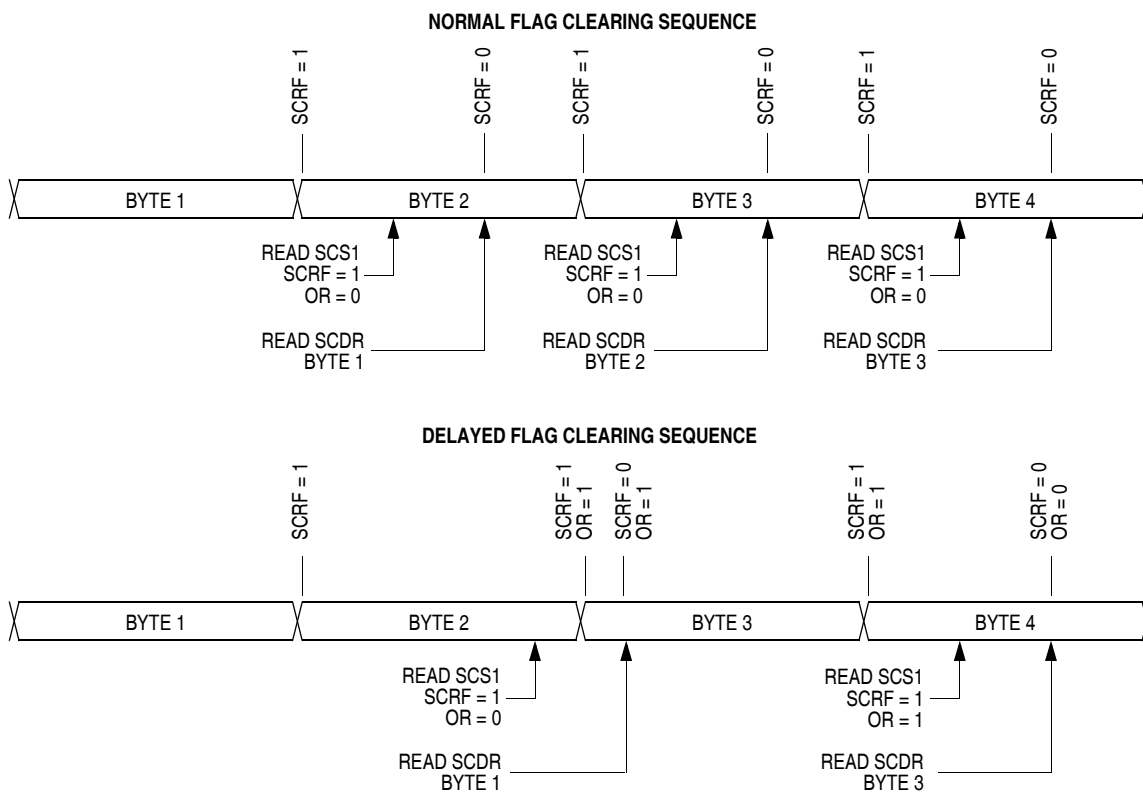 NORMAL FLAG CLEARING SEQUENCE
SCRF = 1
SCRF = 0
SCRF = 1
SCRF = 0
SCRF = 1
SCRF = 0
BYTE 1
BYTE 2
BYTE 3
BYTE 4
READ SCS1
SCRF = 1
OR = 0
READ SCS1
SCRF = 1
OR = 0
READ SCS1
SCRF = 1
OR = 0
READ SCDR
BYTE 1
READ SCDR
BYTE 2
READ SCDR
BYTE 3
DELAYED FLAG CLEARING SEQUENCE
SCRF = 1
SCRF = 1
OR = 1
SCRF = 0
OR = 1
SCRF = 1
OR = 1
SCRF = 0
OR = 0
BYTE 1
BYTE 2
BYTE 3
BYTE 4
READ SCS1
SCRF = 1
OR = 0
READ SCS1
SCRF = 1
OR = 1
READ SCDR
BYTE 1
READ SCDR
BYTE 3